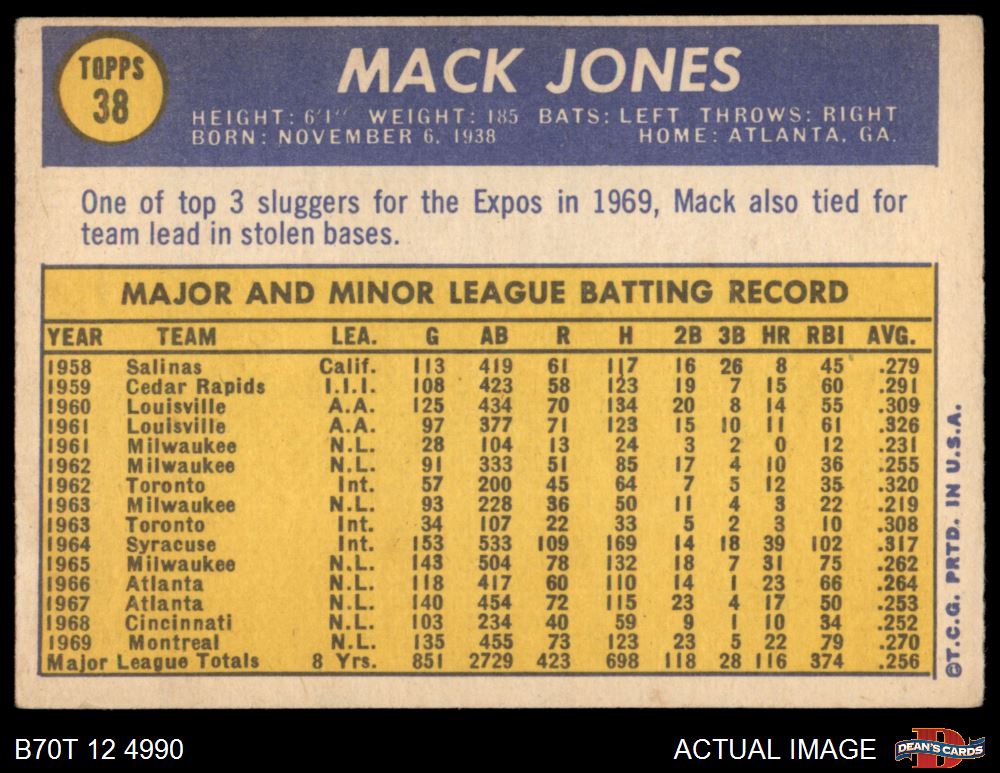 TOPPS
38
MACK JONES
HEIGHT: 6'1" WEIGHT: 185 BATS: LEFT THROWS: RIGHT
BORN: NOVEMBER 6, 1938 HOME: ATLANTA, GA.
One of top 3 sluggers for the Expos in 1969, Mack also tied for
team lead in stolen bases.
MAJOR AND MINOR LEAGUE BATTING RECORD
YEAR TEAM LEA. G AB R H 2B 3B HR RBI AVG.
1958 Salinas Calif. 113 419 61 117 16 26 8 45 .279
1959 Cedar Rapids I.I.I. 108 423 58 123 19 7 15 60 .291
1960 Louisville A.A. 125 434 70 134 20 8 14 55 .309
1961 Louisville A.A. 97 377 71 123 15 10 11 61 .326
1961 Milwaukee N.L. 28 104 13 24 3 2 0 12 .231
1962 Milwaukee N.L. 91 333 51 85 17 4 10 36 .255
1962 Toronto Int. 57 200 45 64 7 5 12 35 .320
1963 Milwaukee N.L. 93 228 36 50 11 4 3 22 .219
1963 Toronto Int. 34 107 22 33 5 2 3 10 .308
1964 Syracuse Int. 153 533 109 169 14 18 39 102 .317
1965 Milwaukee N.L. 143 504 78 132 18 7 31 75 .262
1966 Atlanta N.L. 118 417 60 110 14 1 23 66 .264
1967 Atlanta N.L. 140 454 72 115 23 4 17 50 .253
1968 Cincinnati N.L. 103 234 40 59 9 1 10 34 .252
1969 Montreal N.L. 135 455 73 123 23 5 22 79 .270
Major League Totals 8 Yrs. 851 2729 423 698 118 28 116 374 .256
©T.C.G. PRTD. IN U.S.A.
B70T 12 4990
ACTUAL IMAGE
D
DEAN'S CARDS